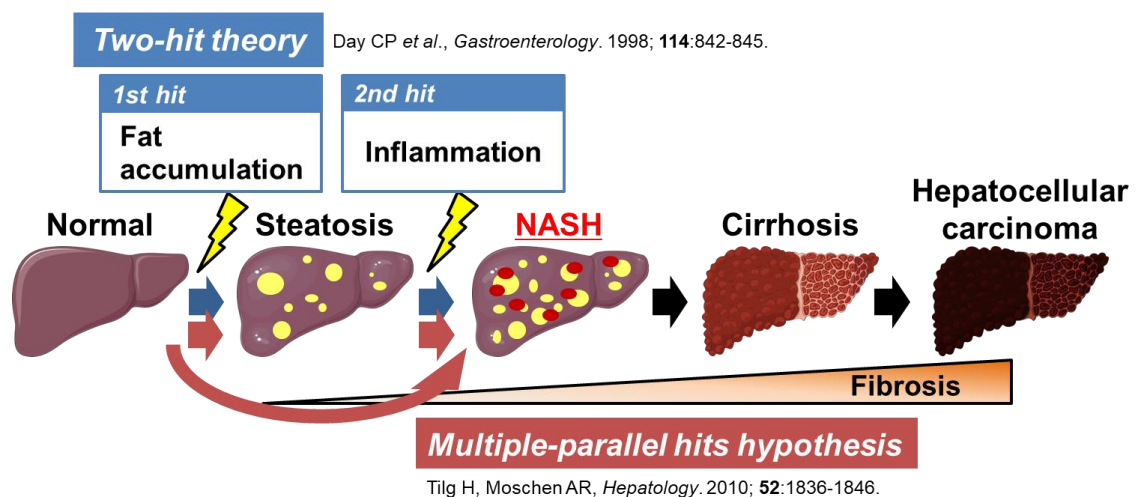 Two-hit theory
Day CP et al., Gastroenterology. 1998; 114:842-845.
1st hit
Fat
accumulation
2nd hit
Inflammation
Normal
Steatosis
NASH
Cirrhosis
Hepatocellular
carcinoma
Fibrosis
Multiple-parallel hits hypothesis
Tilg H, Moschen AR, Hepatology. 2010; 52:1836-1846.